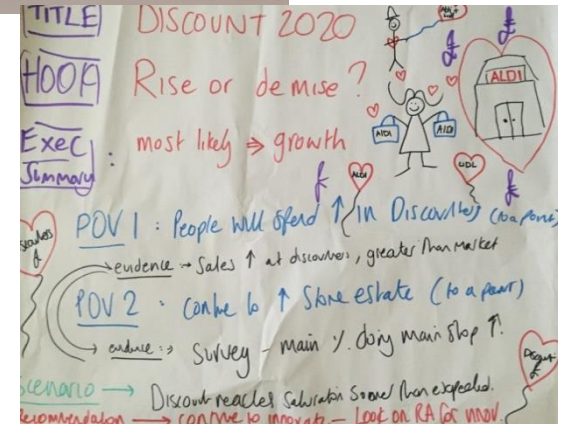 TITLE DISCOUNT 2020
HOOK Rise or demise?
Exec Summary : most likely ⇒ growth
ALDI
ALDI ALDI
ALDI
LIDL
£
POV 1 : People will spend ↑ in Discounters (to a point)
evidence → Sales ↑ at discounters, greater than market
POV 2 : to ↑ Store estate (to a point)
→ Survey - main % doing main shop ↑.
Scenario → Discount reaches Saturation Sooner than expected.
Recommendation → to innovate - Look on RA for innov.